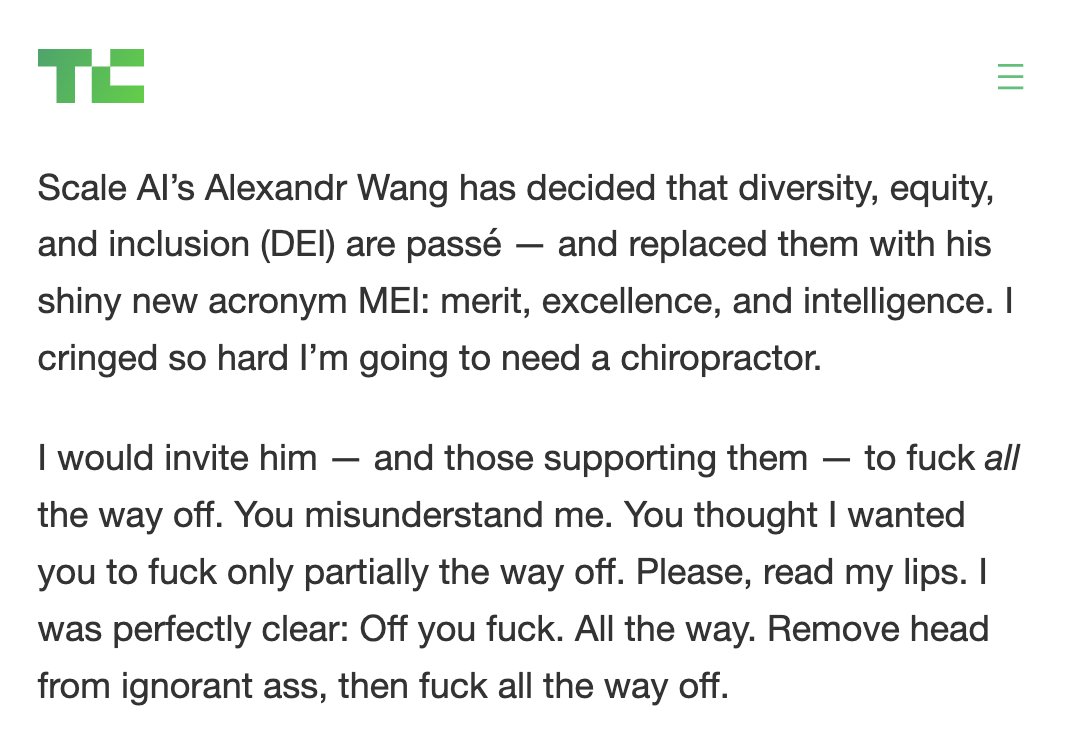 TC
Scale AI’s Alexandr Wang has decided that diversity, equity,
and inclusion (DEI) are passé — and replaced them with his
shiny new acronym MEI: merit, excellence, and intelligence. I
cringed so hard I’m going to need a chiropractor.
I would invite him — and those supporting them — to fuck all
the way off. You misunderstand me. You thought I wanted
you to fuck only partially the way off. Please, read my lips. I
was perfectly clear: Off you fuck. All the way. Remove head
from ignorant ass, then fuck all the way off.